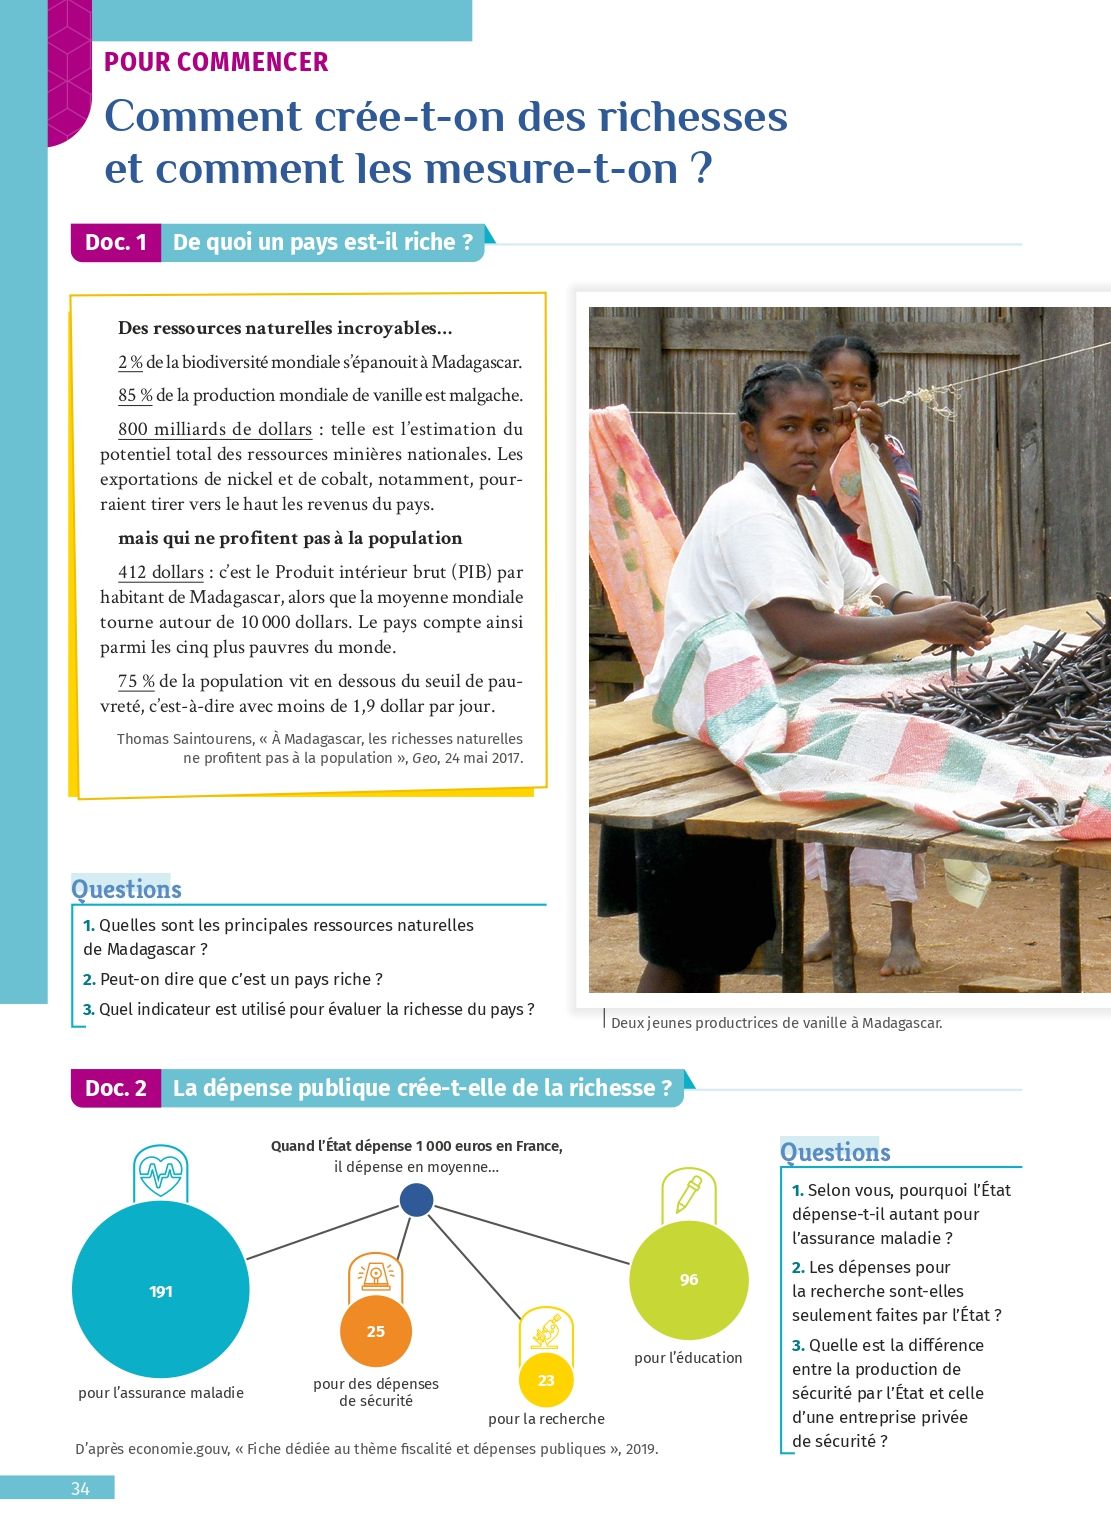 POUR COMMENCER
Comment crée-t-on des richesses
et comment les mesure-t-on ?
Doc. 1 De quoi un pays est-il riche ?
Des ressources naturelles incroyables...
2 % de la biodiversité mondiale s'épanouit à Madagascar.
85 % de la production mondiale de vanille est malgache.
800 milliards de dollars : telle est l'estimation du
potentiel total des ressources minières nationales. Les
exportations de nickel et de cobalt, notamment, pour-
raient tirer vers le haut les revenus du pays.
mais qui ne profitent pas à la population
412 dollars : c'est le Produit intérieur brut (PIB) par
habitant de Madagascar, alors que la moyenne mondiale
tourne autour de 10 000 dollars. Le pays compte ainsi
parmi les cinq plus pauvres du monde.
75 % de la population vit en dessous du seuil de pau-
vreté, c'est-à-dire avec moins de 1,9 dollar par jour.
Thomas Saintourens, « À Madagascar, les richesses naturelles
ne profitent pas à la population », Geo, 24 mai 2017.
Questions
1. Quelles sont les principales ressources naturelles
de Madagascar ?
2. Peut-on dire que c'est un pays riche ?
3. Quel indicateur est utilisé pour évaluer la richesse du pays ?
Deux jeunes productrices de vanille à Madagascar.
Doc. 2 La dépense publique crée-t-elle de la richesse ?
Quand l'État dépense 1 000 euros en France,
il dépense en moyenne...
191
pour l'assurance maladie
25
pour des dépenses
de sécurité
23
pour la recherche
96
pour l'éducation
D'après economie.gouv, « Fiche dédiée au thème fiscalité et dépenses publiques », 2019.
Questions
1. Selon vous, pourquoi l'État
dépense-t-il autant pour
l'assurance maladie ?
2. Les dépenses pour
la recherche sont-elles
seulement faites par l'État ?
3. Quelle est la différence
entre la production de
sécurité par l'État et celle
d'une entreprise privée
de sécurité ?
34